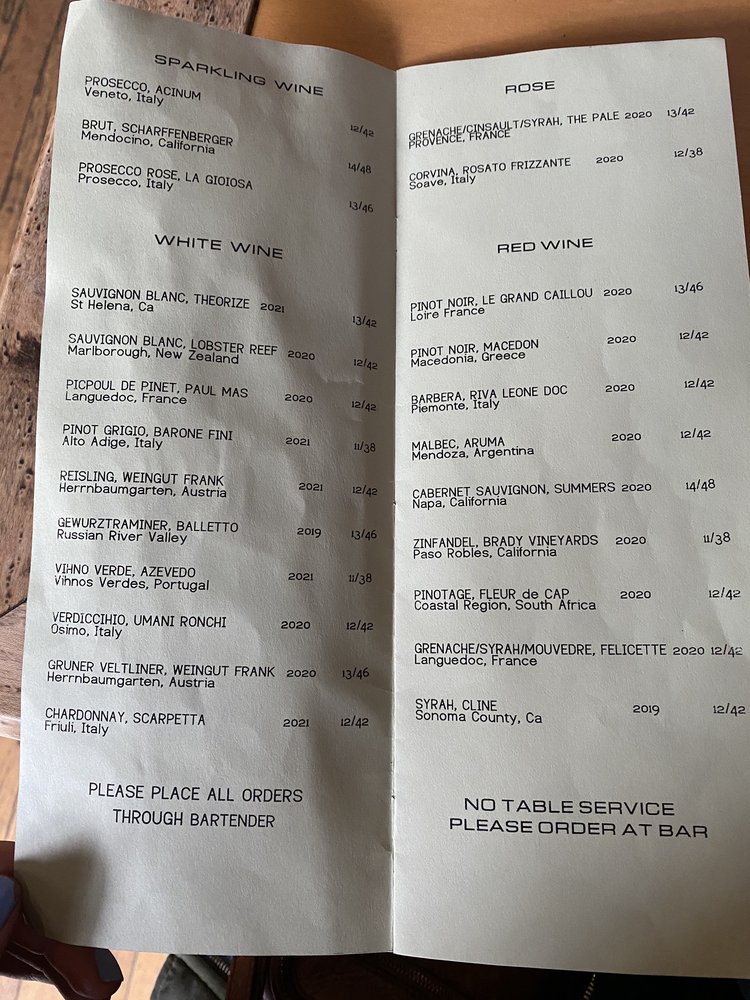 SPARKLING WINE
PROSECCO, ACINUM
Veneto, Italy
12/42
BRUT, SCHARFFENBERGER
Mendocino, California
14/48
PROSECCO ROSE, LA GIOIOSA
Prosecco, Italy
13/46
WHITE WINE
SAUVIGNON BLANC, THEORIZE 2021
St Helena, Ca
13/42
SAUVIGNON BLANC, LOBSTER REEF 2020
Marlborough, New Zealand 12/42
PICPOUL DE PINET, PAUL MAS
Languedoc, France 2020 12/42
PINOT GRIGIO, BARONE FINI
Alto Adige, Italy 2021 11/38
REISLING, WEINGUT FRANK
Herrnbaumgarten, Austria 2021 12/42
GEWURZTRAMINER, BALLETTO 2019 13/46
Russian River Valley
VIHNO VERDE, AZEVEDO 2021 11/38
Vihnos Verdes, Portugal
VERDICCIHIO, UMANI RONCHI 2020 12/42
Osimo, Italy
GRUNER VELTLINER, WEINGUT FRANK 2020 13/46
Herrnbaumgarten, Austria
CHARDONNAY, SCARPETTA 2021 12/42
Friuli, Italy
PLEASE PLACE ALL ORDERS
THROUGH BARTENDER
ROSE
GRENACHE/CINSAULT/SYRAH, THE PALE 2020 13/42
PROVENCE, FRANCE
CORVINA, ROSATO FRIZZANTE 2020 12/38
Soave, Italy
RED WINE
PINOT NOIR, LE GRAND CAILLOU 2020 13/46
Loire France
PINOT NOIR, MACEDON 2020 12/42
Macedonia, Greece
BARBERA, RIVA LEONE DOC 2020 12/42
Piemonte, Italy
MALBEC, ARUMA 2020 12/42
Mendoza, Argentina
CABERNET SAUVIGNON, SUMMERS 2020 14/48
Napa, California
ZINFANDEL, BRADY VINEYARDS 2020 11/38
Paso Robles, California
PINOTAGE, FLEUR de CAP 2020 12/42
Coastal Region, South Africa
GRENACHE/SYRAH/MOUVEDRE, FELICETTE 2020 12/42
Languedoc, France
SYRAH, CLINE 2019 12/42
Sonoma County, Ca
NO TABLE SERVICE
PLEASE ORDER AT BAR